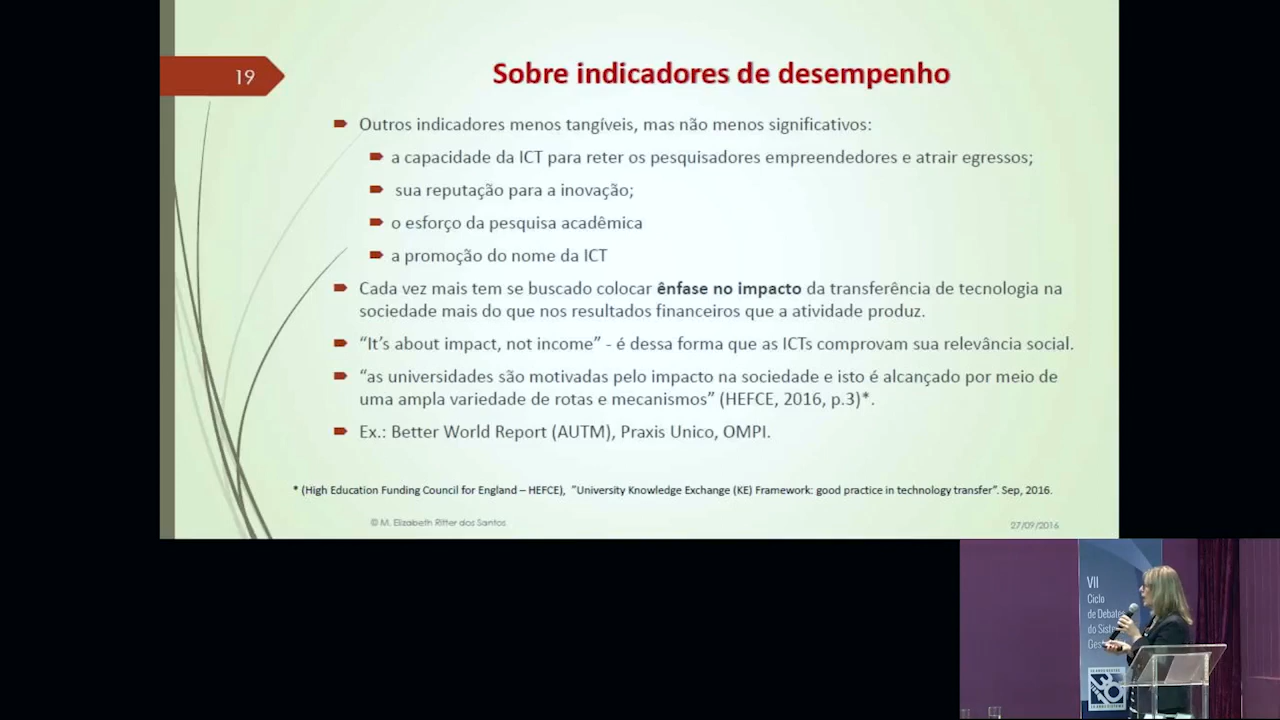 19
Sobre indicadores de desempenho
Outros indicadores menos tangíveis, mas não menos significativos:
a capacidade da ICT para reter os pesquisadores empreendedores e atrair egressos;
sua reputação para a inovação;
o esforço da pesquisa acadêmica
a promoção do nome da ICT
Cada vez mais tem se buscado colocar ênfase no impacto da transferência de tecnologia na
sociedade mais do que nos resultados financeiros que a atividade produz.
“It’s about impact, not income” - é dessa forma que as ICTs comprovam sua relevância social.
“as universidades são motivadas pelo impacto na sociedade e isto é alcançado por meio de
uma ampla variedade de rotas e mecanismos” (HEFCE, 2016, p.3)*.
Ex.: Better World Report (AUTM), Praxis Unico, OMPI.
* (High Education Funding Council for England – HEFCE), “University Knowledge Exchange (KE) Framework: good practice in technology transfer”. Sep, 2016.
© M. Elizabeth Ritter dos Santos
27/09/2016
VII
Ciclo
de Debates
do Sistem
Ges